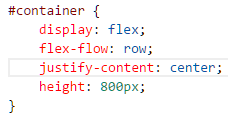 #container {
    display: flex;
    flex-flow: row;
    justify-content: center;
    height: 800px;
}